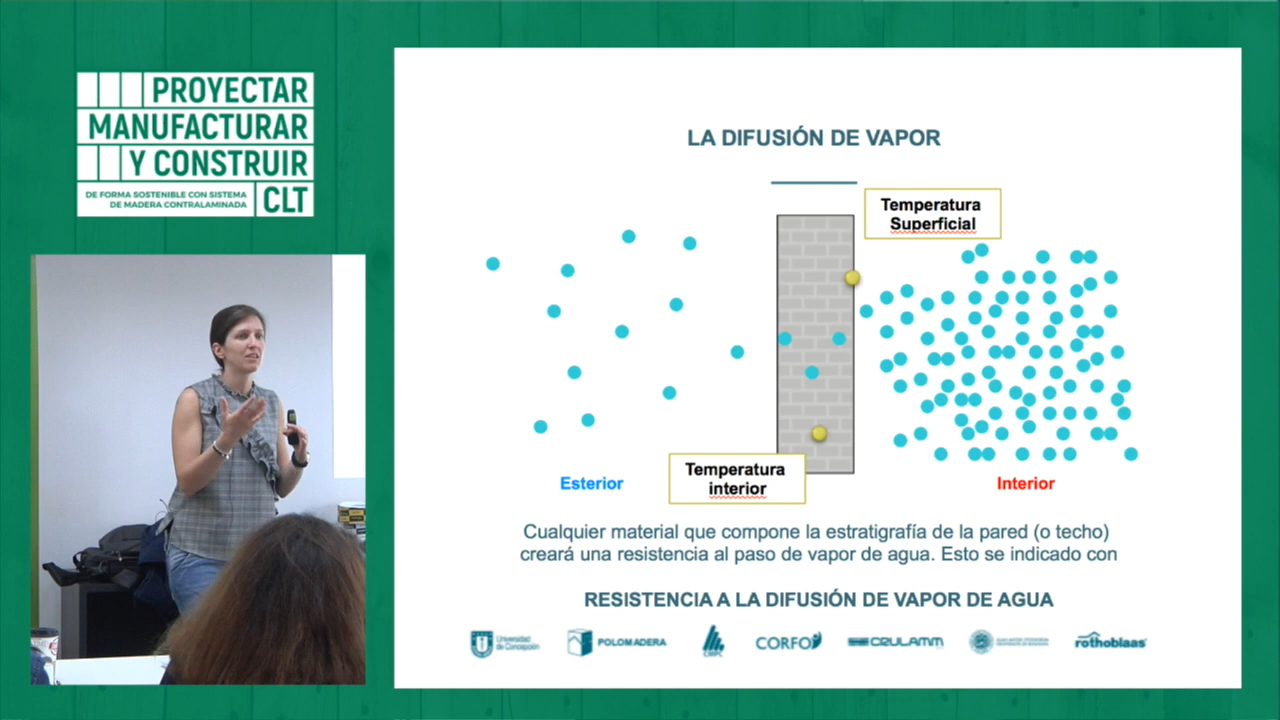 PROYECTAR
MANUFACTURAR
Y CONSTRUIR
DE FORMA SOSTENIBLE CON SISTEMA
DE MADERA CONTRALAMINADA
CLT
LA DIFUSIÓN DE VAPOR
Temperatura
Superficial
Temperatura
interior
Esterior
Interior
Cualquier material que compone la estratigrafía de la pared (o techo)
creará una resistencia al paso de vapor de agua. Esto se indicado con
RESISTENCIA A LA DIFUSIÓN DE VAPOR DE AGUA
Universidad
de Concepción
POLOMADERA
CORFO
CRULAMM
rothoblaas